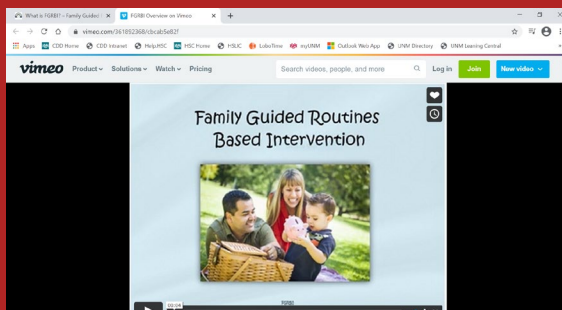 What is FGRBI? – Family Guided
FGRBI Overview on Vimeo
vimeo.com/361892368/cbcab5e82f
Apps CDD Home CDD Intranet Help.HSC HSC Home HSLIC LoboTime myUNM Outlook Web App UNM Directory UNM Learning Central
vimeo Product Solutions Watch Pricing Search videos, people, and more Log in Join New video
Family Guided Routines
Based Intervention
00:04